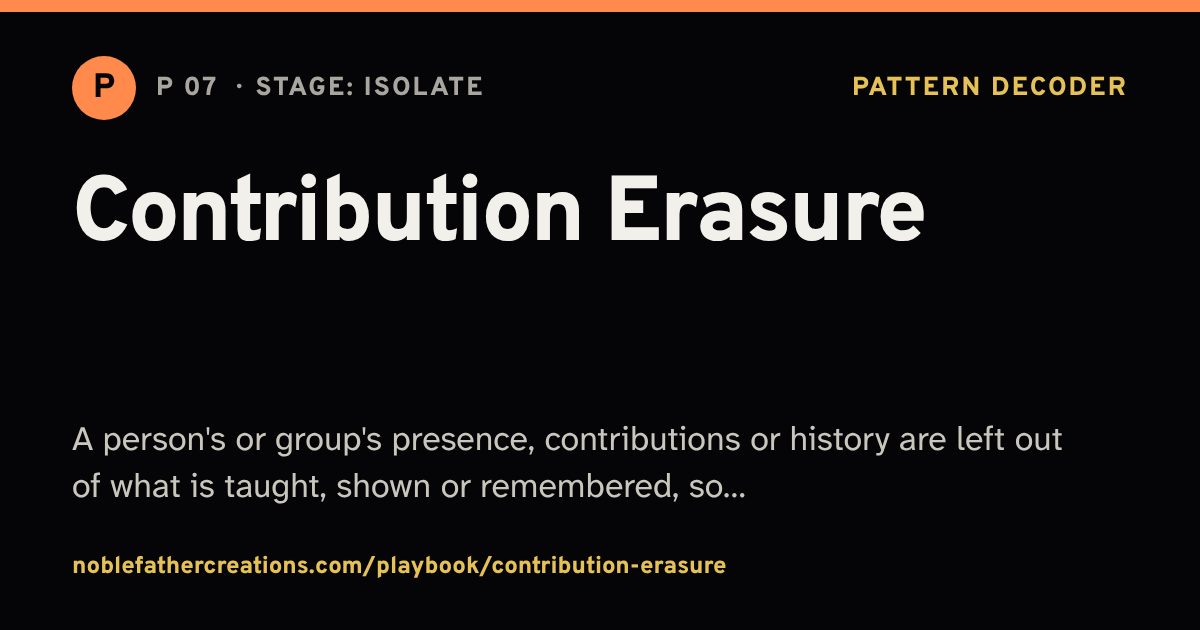 P P 07 · STAGE: ISOLATE PATTERN DECODER
Contribution Erasure
A person's or group's presence, contributions or history are left out
of what is taught, shown or remembered, so...
noblefathercreations.com/playbook/contribution-erasure